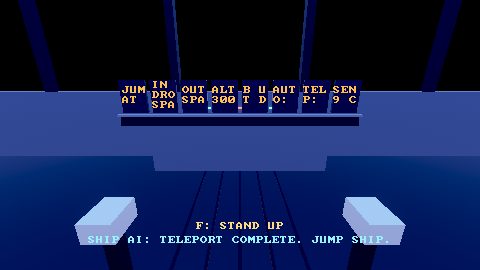 JUM
AT
IN
DRO
SPA
OUT
SPA
ALT
300
B U
T D
AUT
O:
TEL
P:
SEN
9 C
F: STAND UP
SHIP AI: TELEPORT COMPLETE. JUMP SHIP.